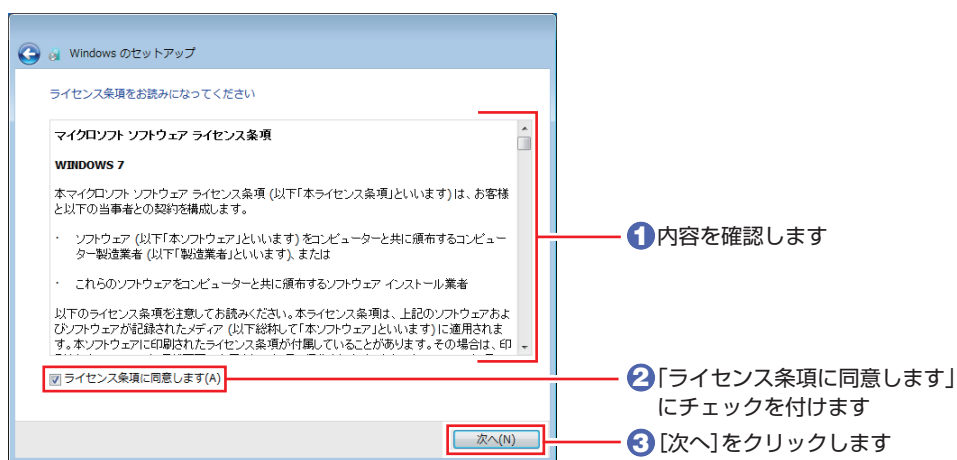 Windows のセットアップ
ライセンス条項をお読みになってください
マイクロソフト ソフトウェア ライセンス条項
WINDOWS 7
本マイクロソフト ソフトウェア ライセンス条項 (以下｢本ライセンス条項｣といいます) は、お客様
と以下の当事者との契約を構成します。
· ソフトウェア (以下｢本ソフトウェア｣といいます) をコンピューターと共に頒布するコンピュー
ター製造業者 (以下｢製造業者｣といいます)、または
· これらのソフトウェアをコンピューターと共に頒布するソフトウェア インストール業者
以下のライセンス条項を注意してお読みください。本ライセンス条項は、上記のソフトウェアおよ
びソフトウェアが記録されたメディア (以下総称して｢本ソフトウェア｣といいます) に適用されま
す。本ソフトウェアに印刷されたライセンス条項が付属していることがあります。その場合は、印
ライセンス条項に同意します(A)
次へ(N)
1 内容を確認します
2 「ライセンス条項に同意します」
にチェックを付けます
3 [次へ]をクリックします